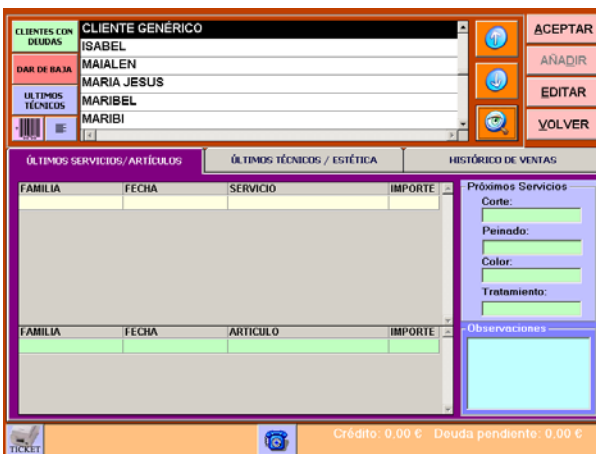 CLIENTES CON DEUDAS
DAR DE BAJA
ULTIMOS TÉCNICOS
CLIENTE GENÉRICO
ISABEL
MAIALEN
MARIA JESUS
MARIBEL
MARIBI
ACEPTAR
AÑADIR
EDITAR
VOLVER
ÚLTIMOS SERVICIOS/ARTÍCULOS
ÚLTIMOS TÉCNICOS / ESTÉTICA
HISTÓRICO DE VENTAS
FAMILIA FECHA SERVICIO IMPORTE
Próximos Servicios
Corte:
Peinado:
Color:
Tratamiento:
FAMILIA FECHA ARTICULO IMPORTE
Observaciones
TICKET
Crédito: 0,00 € Deuda pendiente: 0,00 €